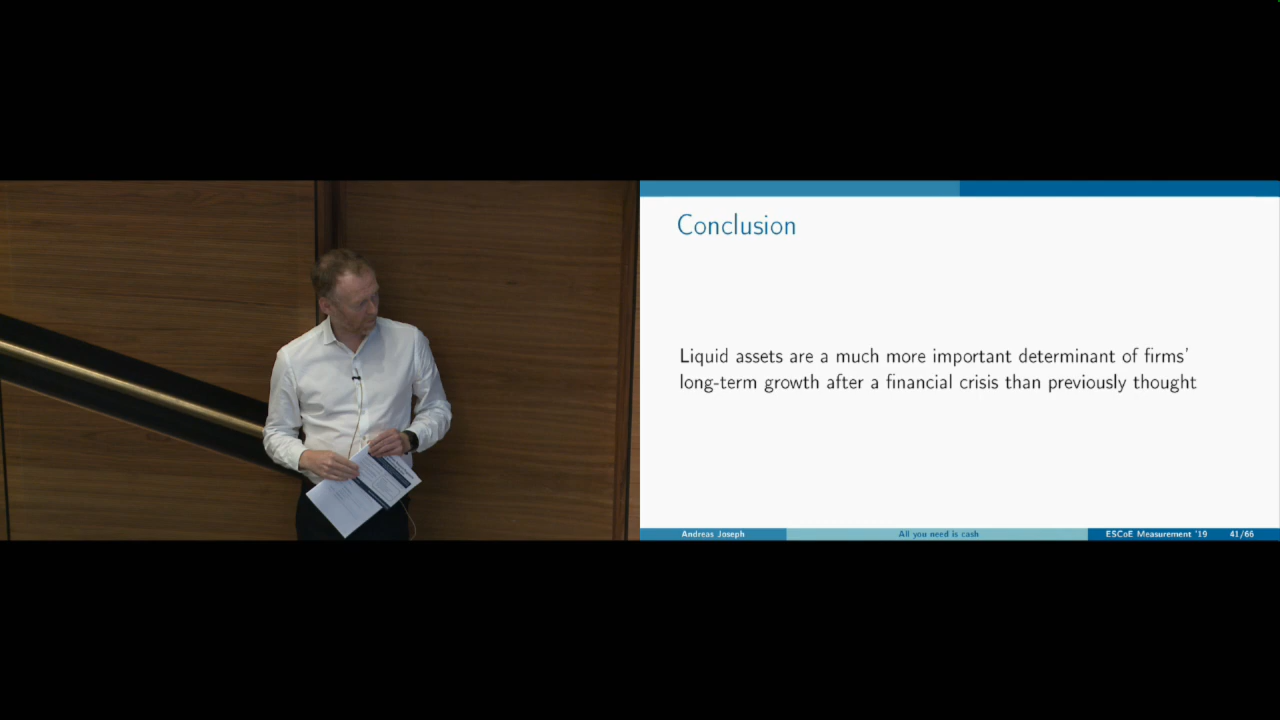 Conclusion
Liquid assets are a much more important determinant of firms'
long-term growth after a financial crisis than previously thought
Andreas Joseph
All you need is cash
ESCoE Measurement '19
41/66